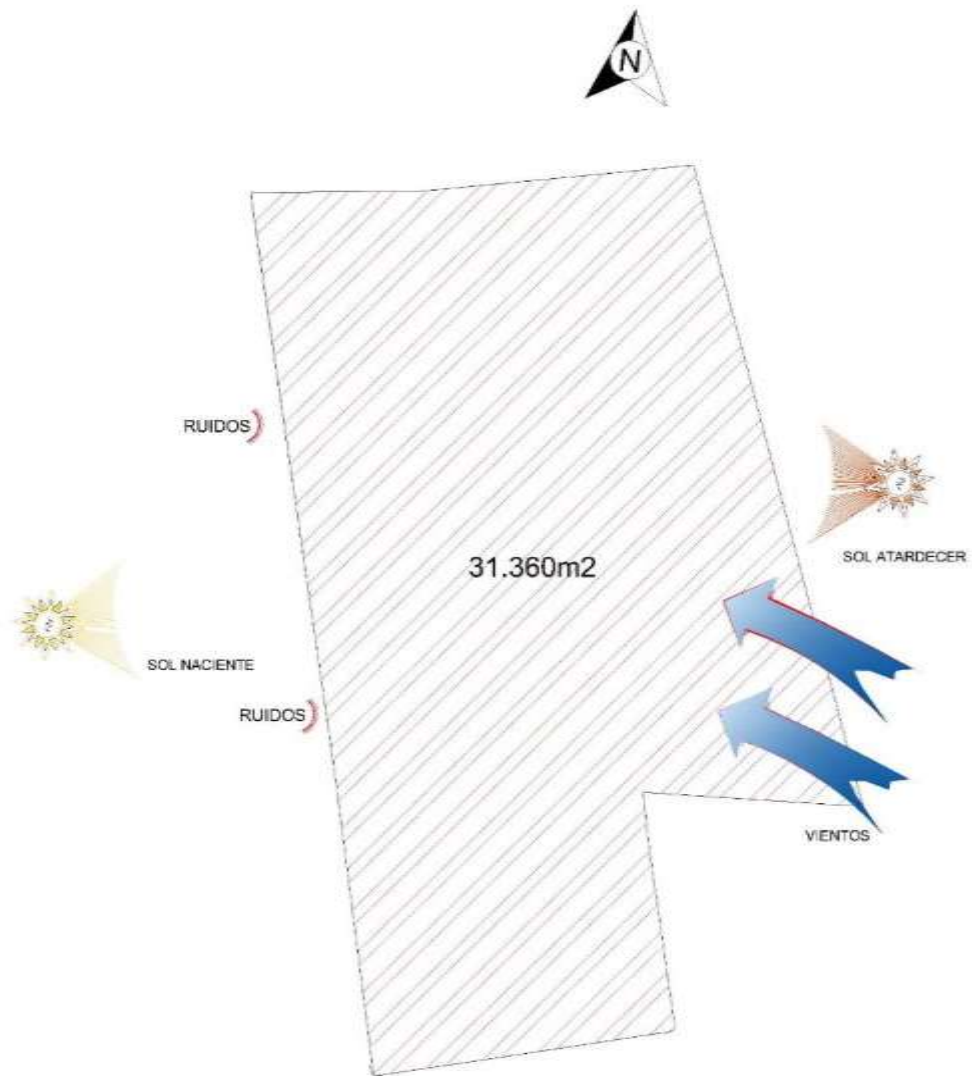 N
RUIDOS
SOL ATARDECER
31.360m2
SOL NACIENTE
RUIDOS
VIENTOS